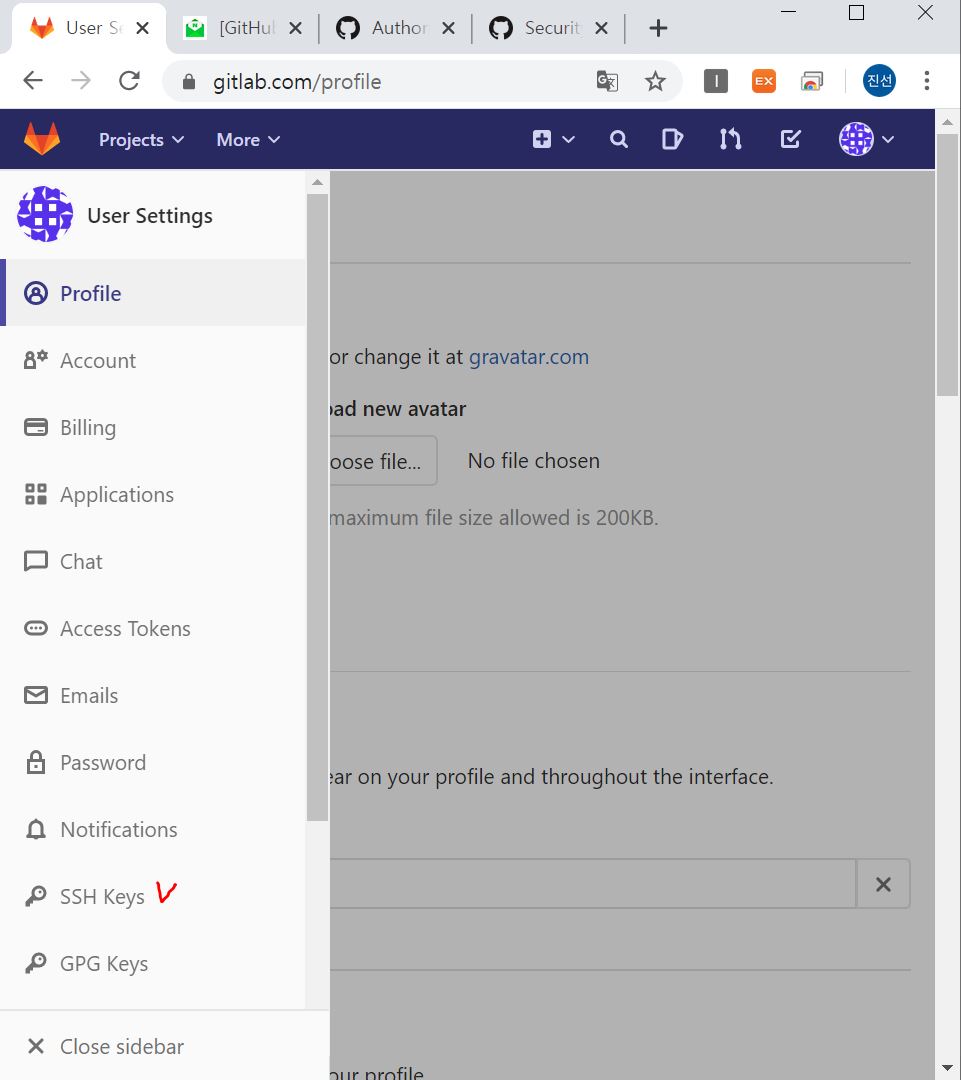 User Se
[GitHub
Author
Securit
gitlab.com/profile
EX
진선
Projects
More
User Settings
Profile
or change it at gravatar.com
Account
oad new avatar
Billing
oose file...
No file chosen
Applications
maximum file size allowed is 200KB.
Chat
Access Tokens
Emails
Password
ear on your profile and throughout the interface.
Notifications
SSH Keys V
GPG Keys
Close sidebar
our profile